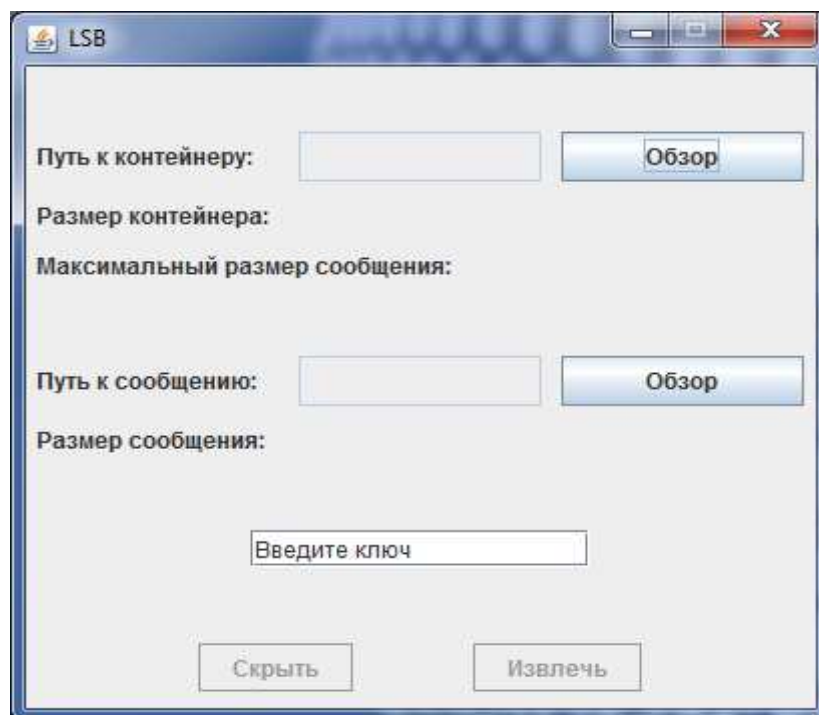 LSB
Путь к контейнеру: Обзор
Размер контейнера:
Максимальный размер сообщения:
Путь к сообщению: Обзор
Размер сообщения:
Введите ключ
Скрыть Извлечь